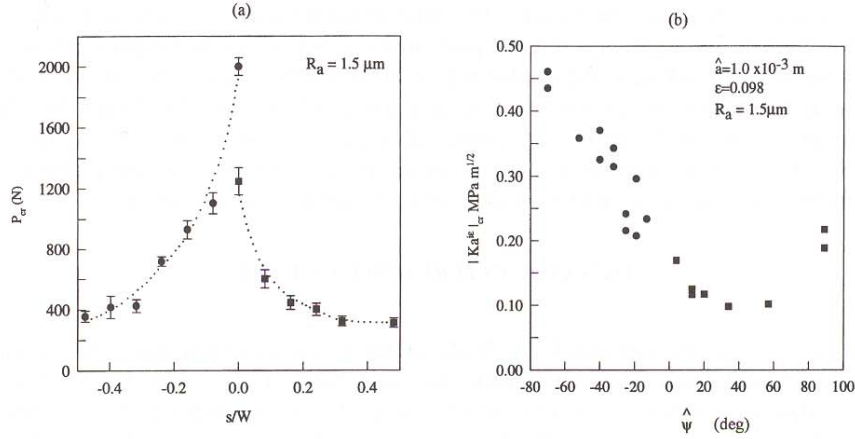 (a)
R_a = 1.5 μm
2000
1600
1200
800
400
0
P_cr (N)
-0.4
-0.2
0.0
0.2
0.4
s/W
(b)
â=1.0 x10^-3 m
ε=0.098
R_a = 1.5μm
0.50
0.40
0.30
0.20
0.10
0.00
|Ka^iε|_cr MPa m^1/2
-80
-60
-40
-20
0
20
40
60
80
100
ψ̂ (deg)